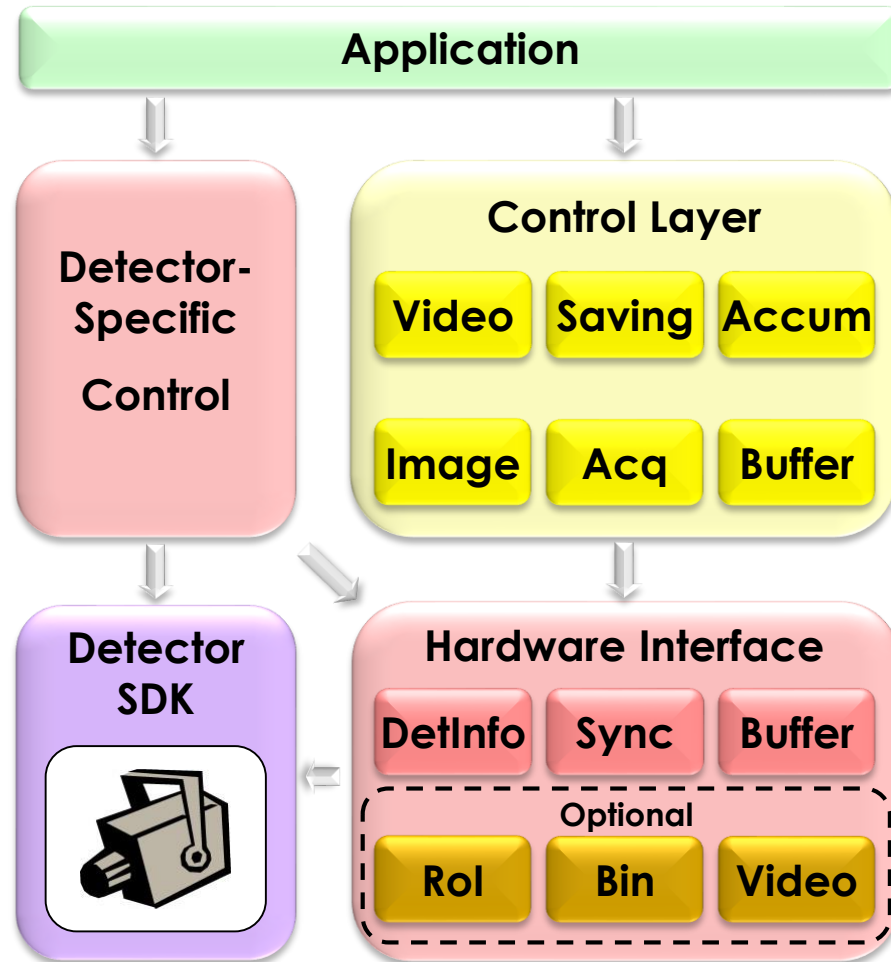 Application
Detector-
Specific
Control
Control Layer
Video Saving Accum
Image Acq Buffer
Detector
SDK
Hardware Interface
DetInfo Sync Buffer
Optional
RoI Bin Video